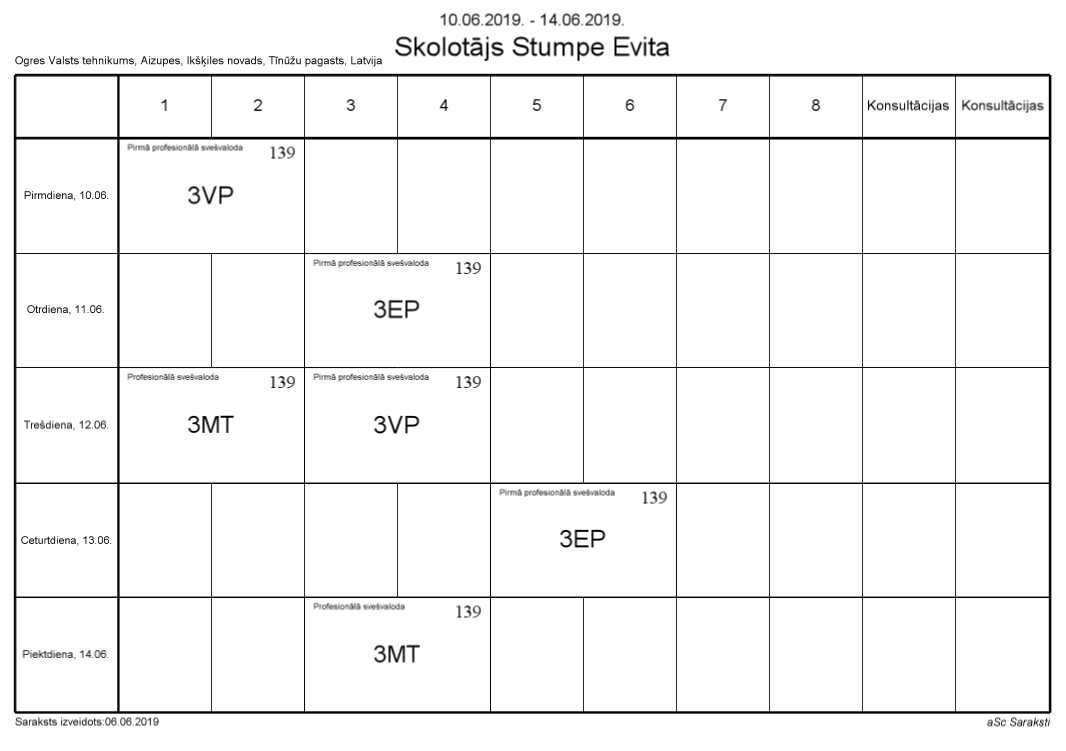 10.06.2019. - 14.06.2019.
Skolotājs Stumpe Evita
Ogres Valsts tehnikums, Aizupes, Ikšķiles novads, Tīnūžu pagasts, Latvija
1 2 3 4 5 6 7 8 Konsultācijas Konsultācijas
Pirmdiena, 10.06.
Pirmā profesionālā svešvaloda 139
3VP
Otrdiena, 11.06.
Pirmā profesionālā svešvaloda 139
3EP
Trešdiena, 12.06.
Profesionālā svešvaloda 139
3MT
Pirmā profesionālā svešvaloda 139
3VP
Ceturtdiena, 13.06.
Pirmā profesionālā svešvaloda 139
3EP
Piektdiena, 14.06.
Profesionālā svešvaloda 139
3MT
Saraksts izveidots:06.06.2019
aSc Saraksti